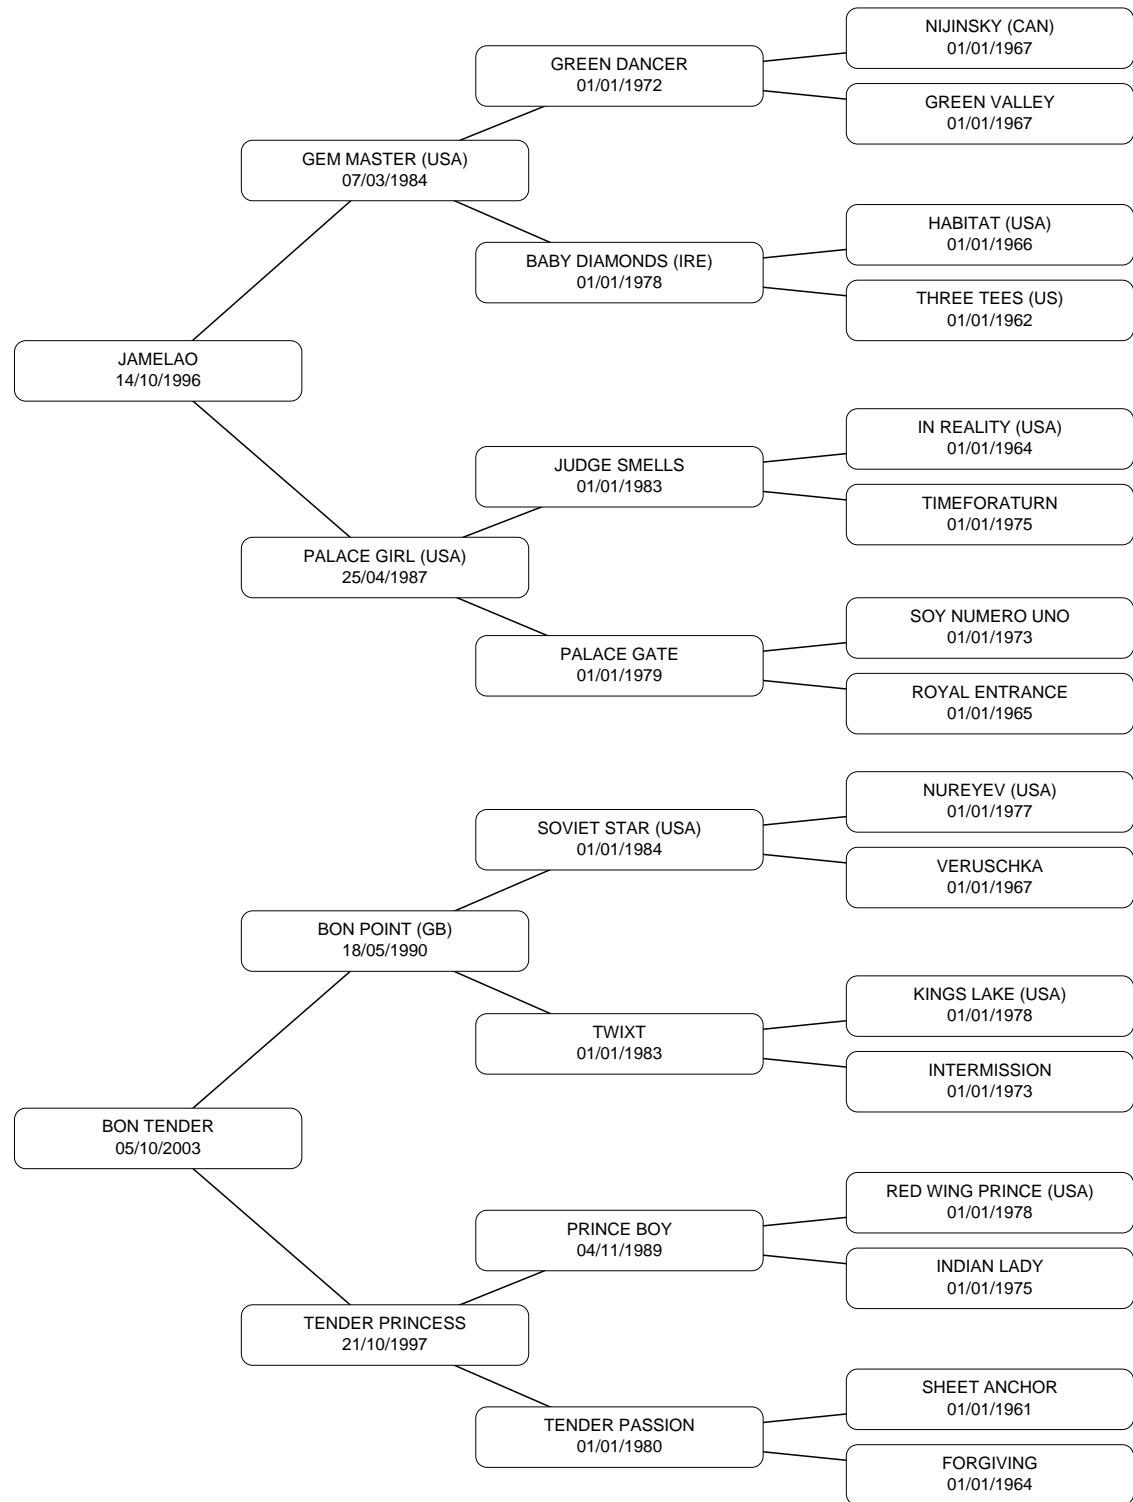 NIJINSKY (CAN)
01/01/1967
GREEN DANCER
01/01/1972
GREEN VALLEY
01/01/1967
GEM MASTER (USA)
07/03/1984
HABITAT (USA)
01/01/1966
BABY DIAMONDS (IRE)
01/01/1978
THREE TEES (US)
01/01/1962
JAMELAO
14/10/1996
IN REALITY (USA)
01/01/1964
JUDGE SMELLS
01/01/1983
TIMEFORATURN
01/01/1975
PALACE GIRL (USA)
25/04/1987
SOY NUMERO UNO
01/01/1973
PALACE GATE
01/01/1979
ROYAL ENTRANCE
01/01/1965
NUREYEV (USA)
01/01/1977
SOVIET STAR (USA)
01/01/1984
VERUSCHKA
01/01/1967
BON POINT (GB)
18/05/1990
KINGS LAKE (USA)
01/01/1978
TWIXT
01/01/1983
INTERMISSION
01/01/1973
BON TENDER
05/10/2003
RED WING PRINCE (USA)
01/01/1978
PRINCE BOY
04/11/1989
INDIAN LADY
01/01/1975
TENDER PRINCESS
21/10/1997
SHEET ANCHOR
01/01/1961
TENDER PASSION
01/01/1980
FORGIVING
01/01/1964